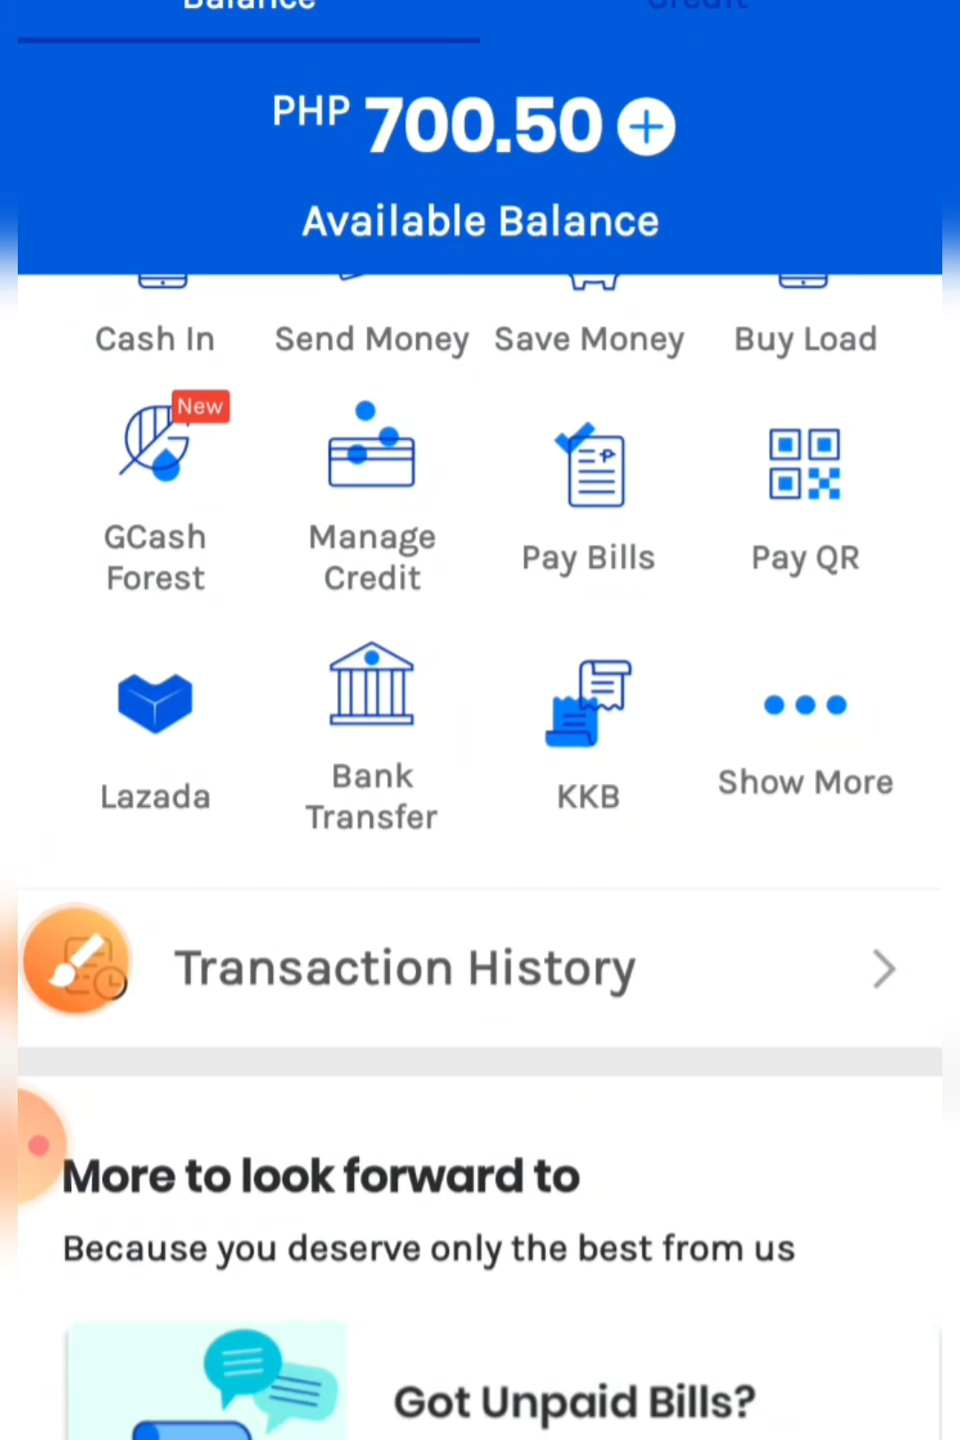 Balance
Credit
PHP 700.50
Available Balance
Cash In
Send Money
Save Money
Buy Load
New
GCash
Forest
Manage
Credit
Pay Bills
Pay QR
Lazada
Bank
Transfer
KKB
Show More
Transaction History
More to look forward to
Because you deserve only the best from us
Got Unpaid Bills?